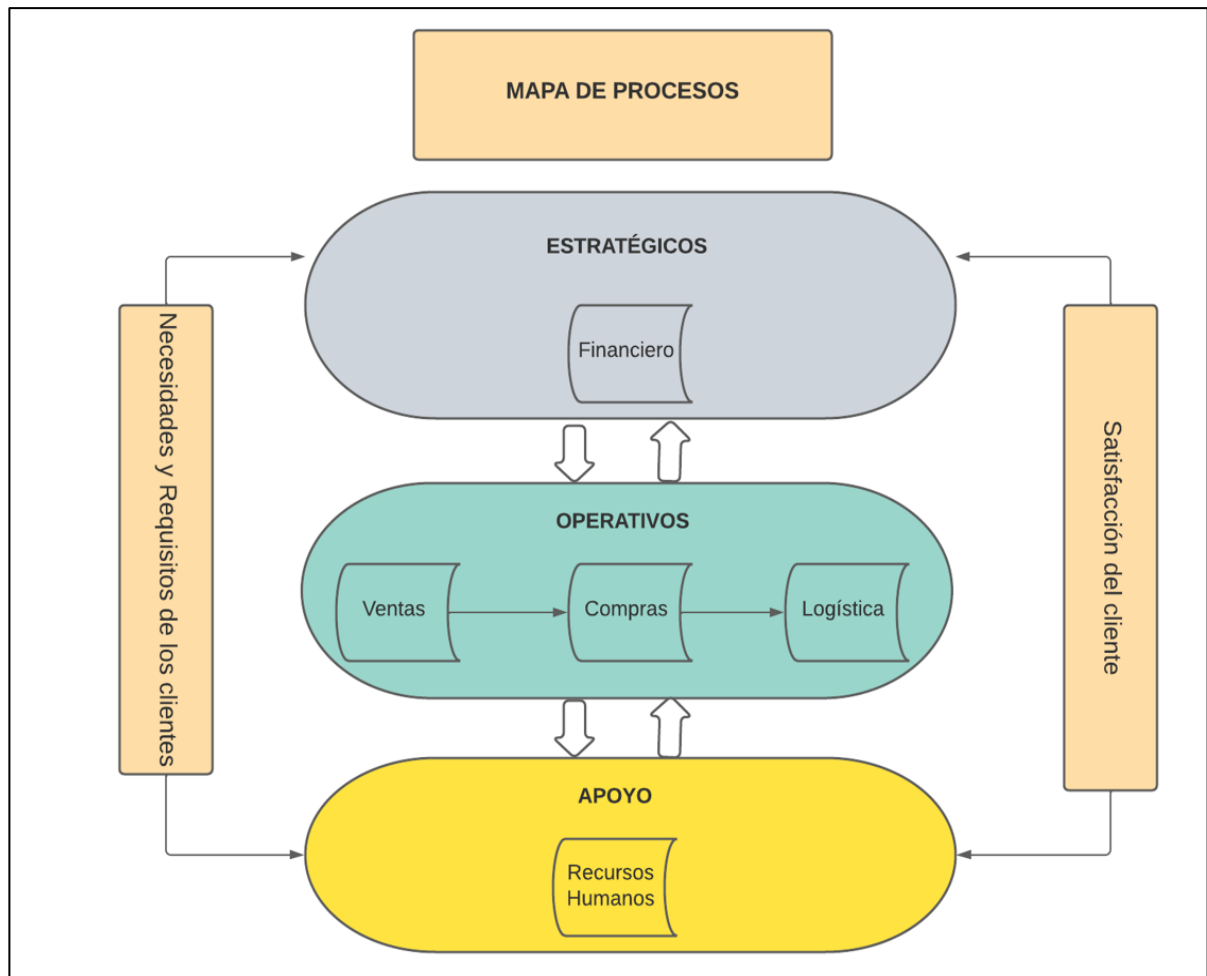 MAPA DE PROCESOS
ESTRATÉGICOS
Financiero
Necesidades y Requisitos de los clientes
Satisfacción del cliente
OPERATIVOS
Ventas
Compras
Logística
APOYO
Recursos
Humanos